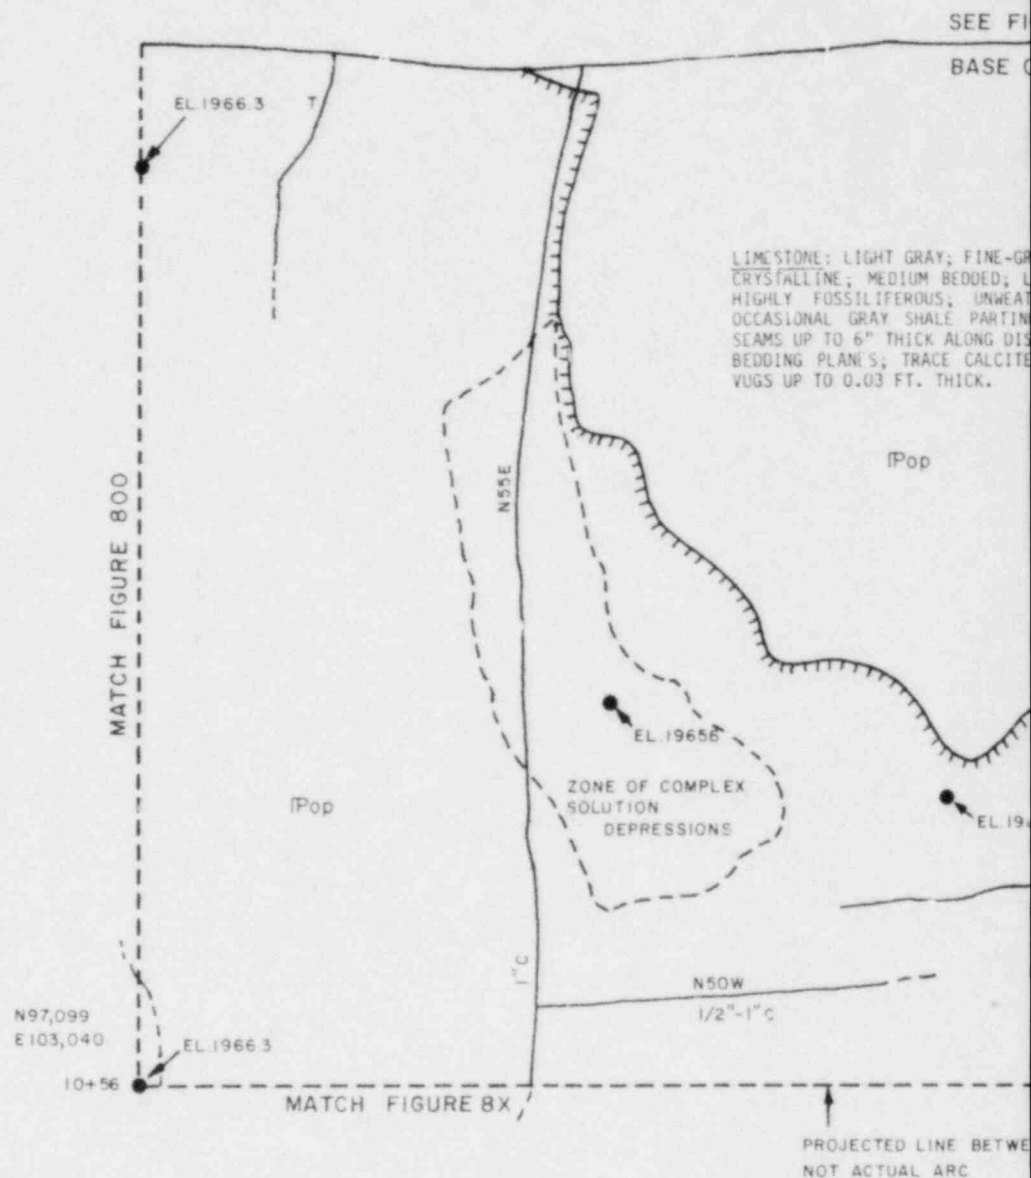 SEE FI
BASE
EL.1966.3
T
LIMESTONE: LIGHT GRAY; FINE-GR
CRYSTALLINE; MEDIUM BEDDED; L
HIGHLY FOSSILIFEROUS; UNWEAT
OCCASIONAL GRAY SHALE PARTIN
SEAMS UP TO 6" THICK ALONG DIS
BEDDING PLANES; TRACE CALCITE
VUGS UP TO 0.03 FT. THICK.
IPop
N55E
MATCH FIGURE 800
EL.19656
ZONE OF COMPLEX
SOLUTION
DEPRESSIONS
IPop
EL.19
1"C
N50W
1/2"-1"C
N97,099
E103,040
EL.1966.3
10+56
MATCH FIGURE 8X
PROJECTED LINE BETWE
NOT ACTUAL ARC